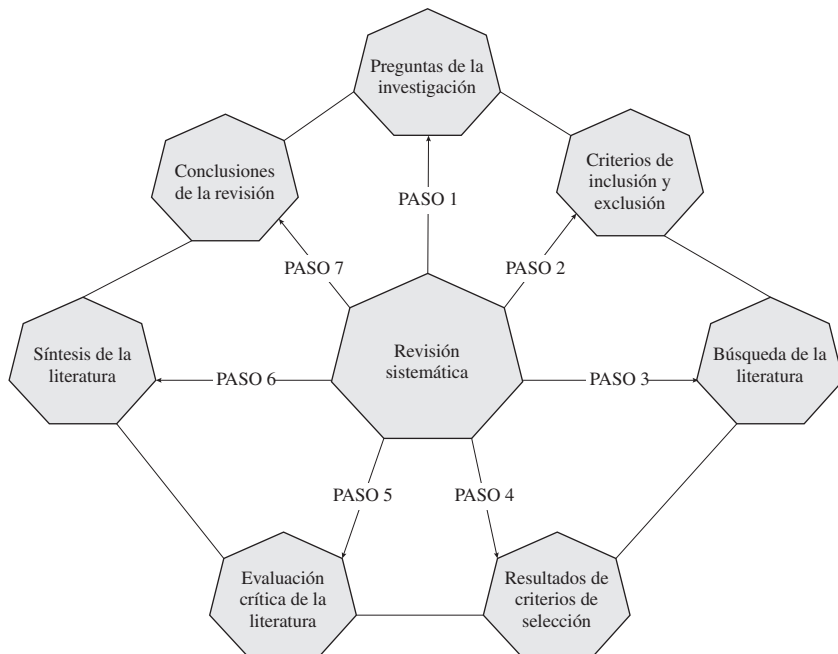 Preguntas de la
investigación
Criterios de
inclusión y
exclusión
Conclusiones
de la revisión
PASO 1
PASO 7
PASO 2
Revisión
sistemática
Síntesis de la
literatura
PASO 6
PASO 3
Búsqueda de la
literatura
PASO 5
PASO 4
Evaluación
crítica de la
literatura
Resultados de
criterios de
selección